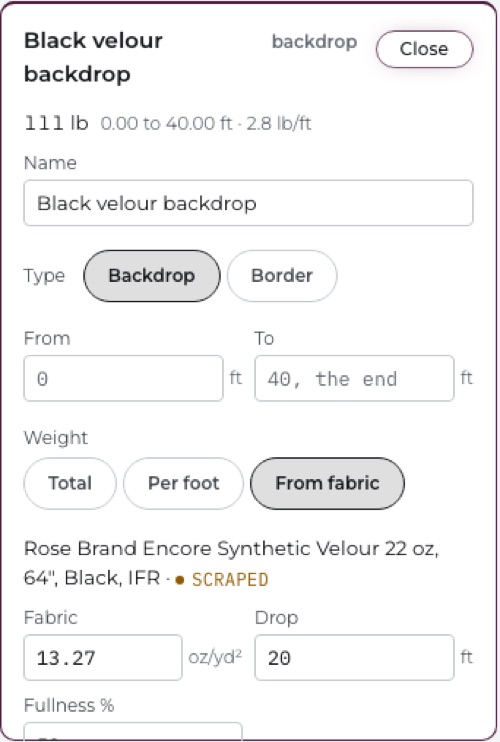 Black velour
backdrop
backdrop
Close
111 lb 0.00 to 40.00 ft · 2.8 lb/ft
Name
Black velour backdrop
Type Backdrop Border
From To
0 ft 40, the end ft
Weight
Total Per foot From fabric
Rose Brand Encore Synthetic Velour 22 oz,
64", Black, IFR · ● SCRAPED
Fabric Drop
13.27 oz/yd² 20 ft
Fullness %